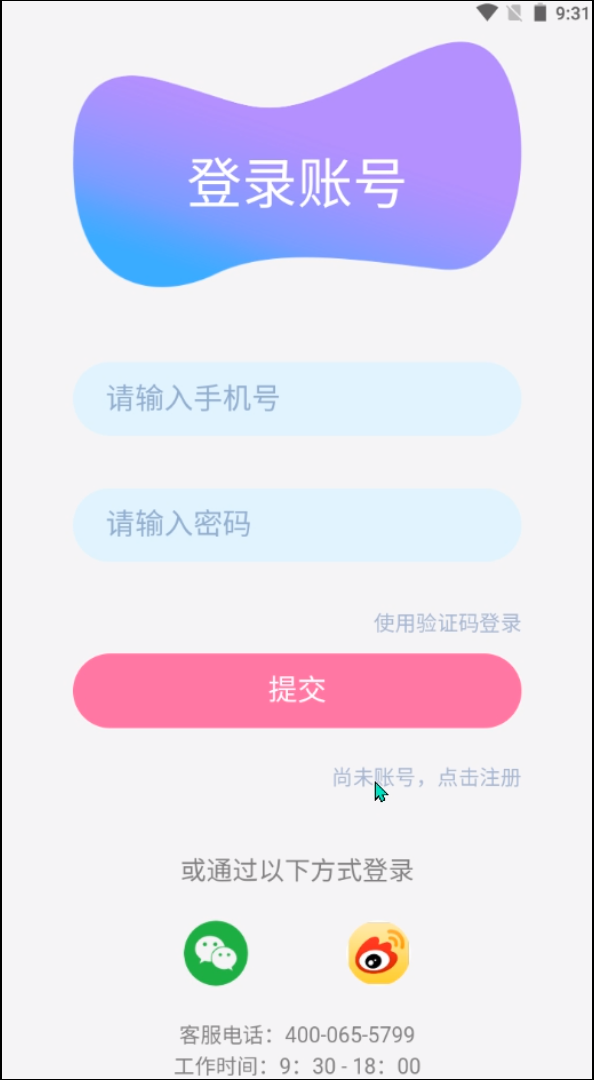 9:31
登录账号
请输入手机号
请输入密码
使用验证码登录
提交
尚未账号，点击注册
或通过以下方式登录
客服电话：400-065-5799
工作时间：9：30 - 18：00